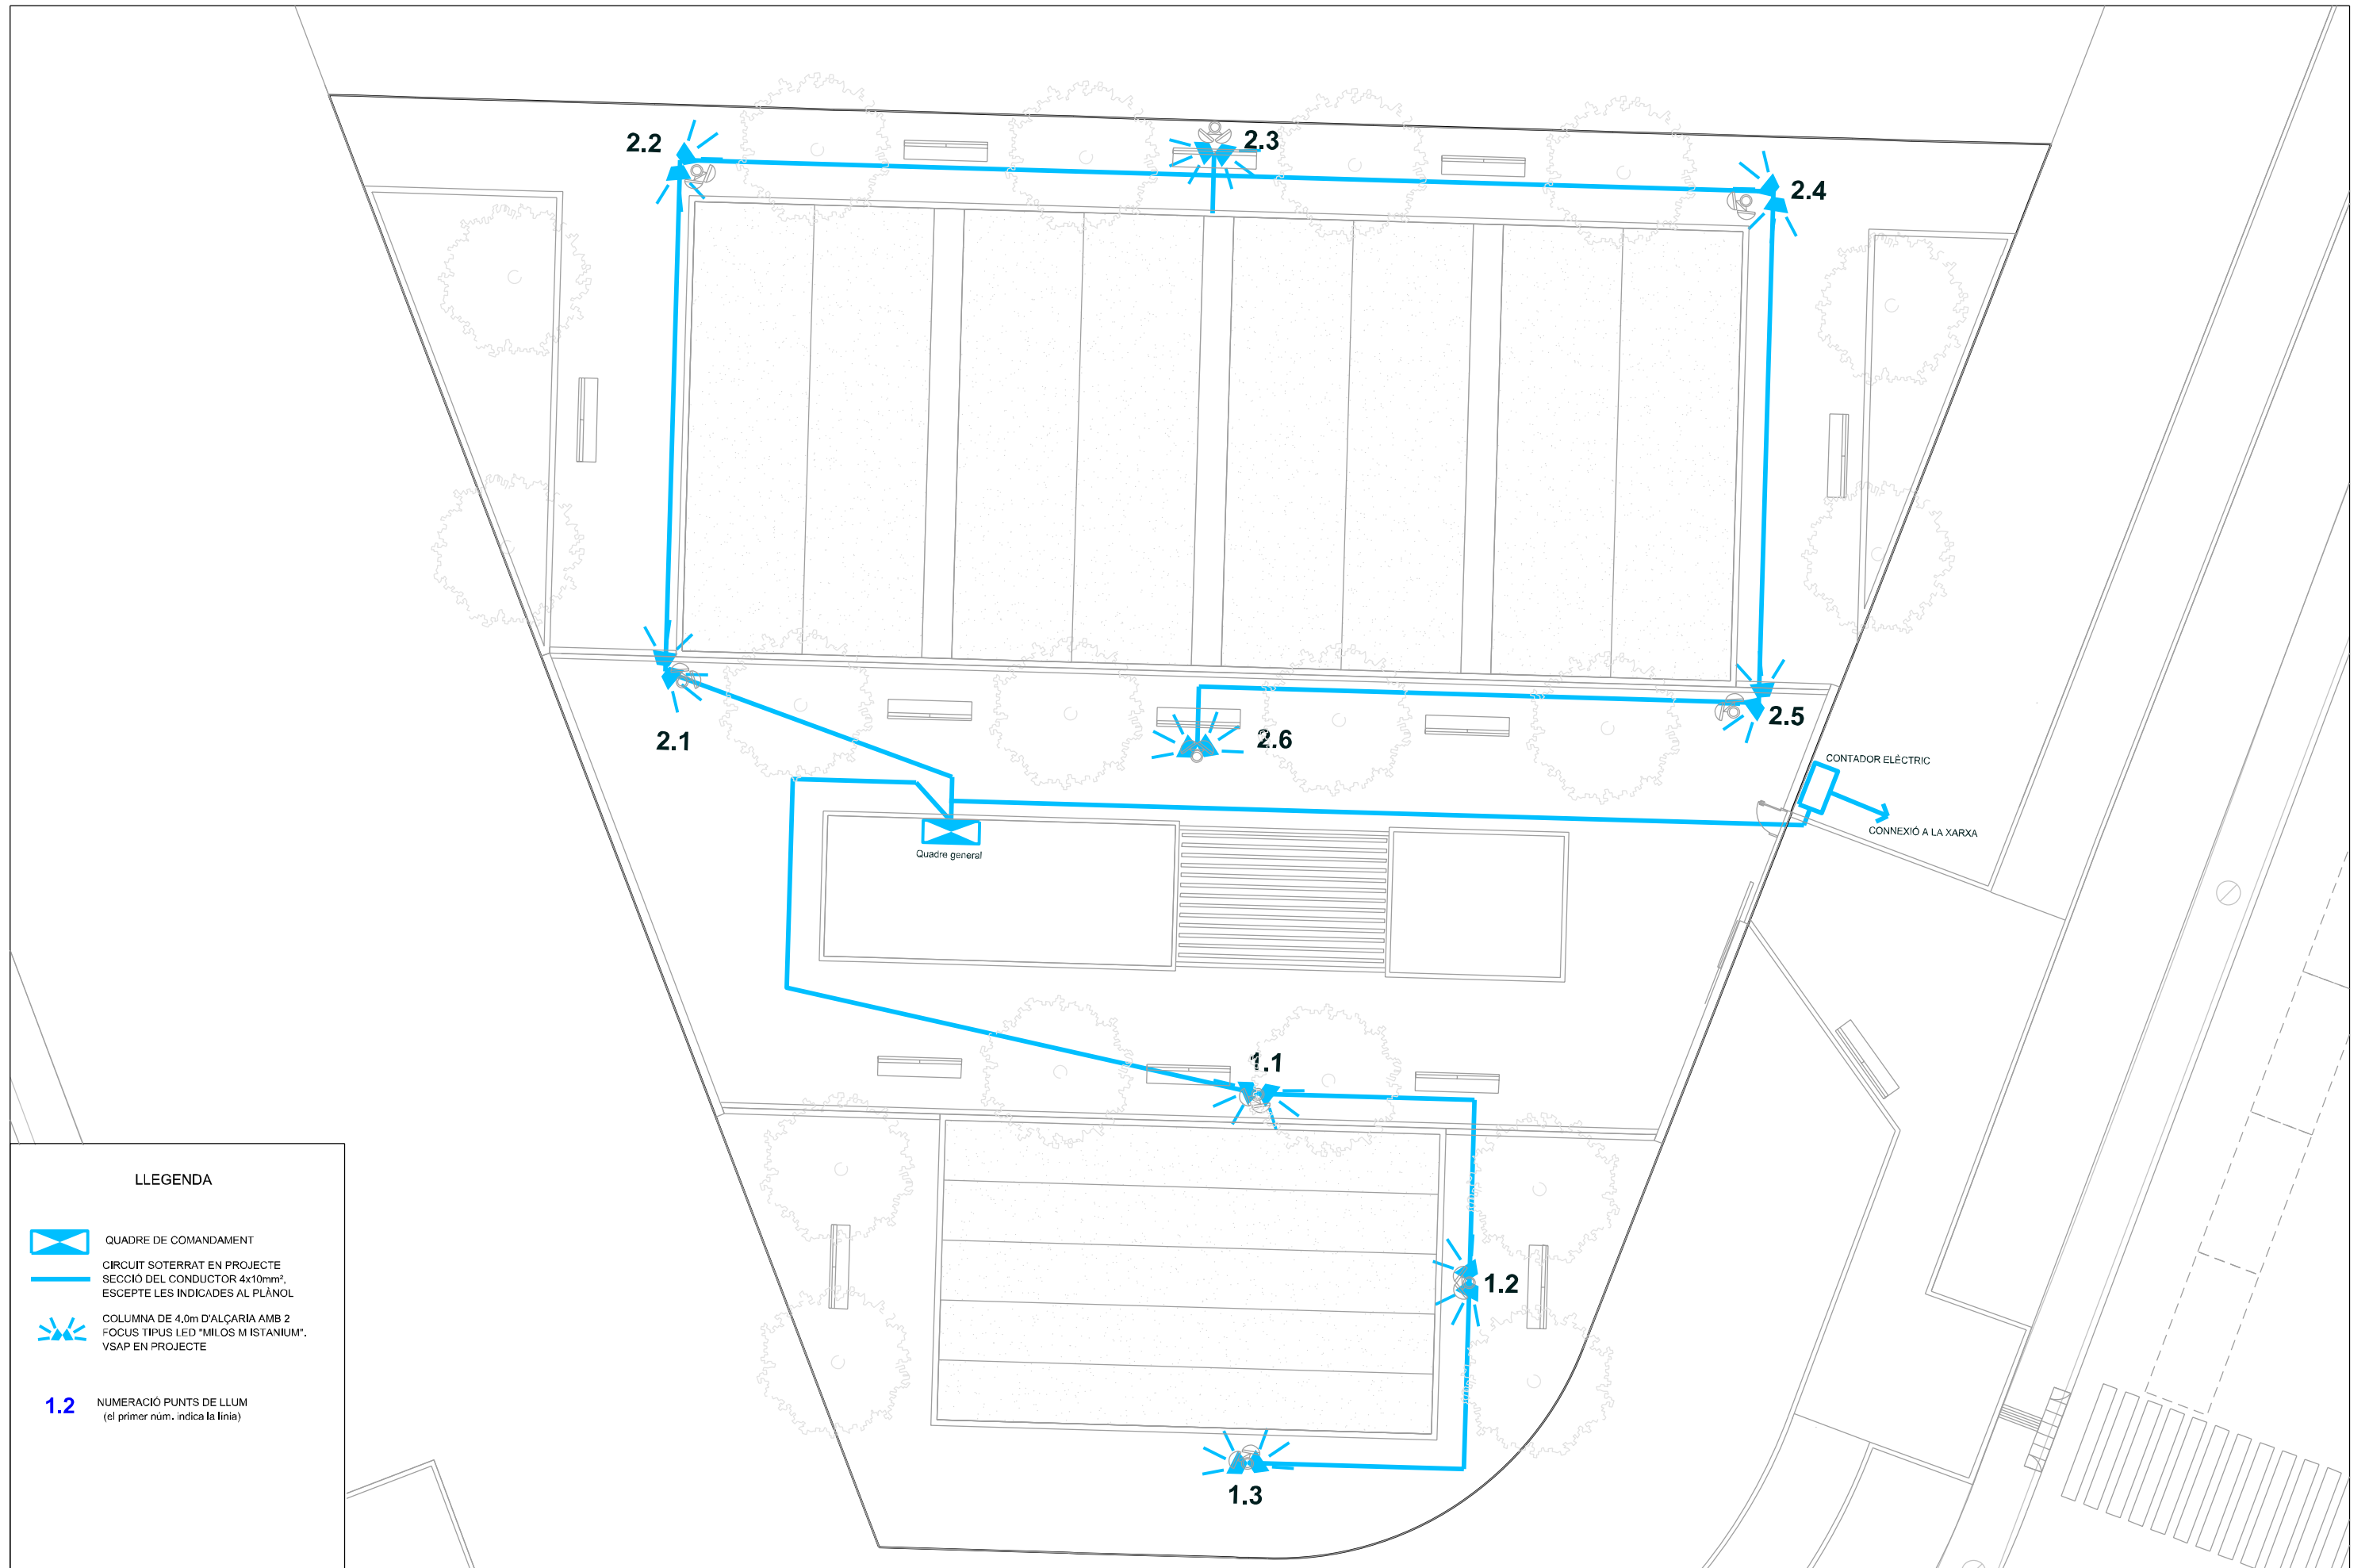 2.2
2.3
2.4
2.1
2.6
2.5
CONTADOR ELÈCTRIC
CONNEXIÓ A LA XARXA
Quadre general
1.1
1.2
1.3
LLEGENDA
QUADRE DE COMANDAMENT
CIRCUIT SOTERRAT EN PROJECTE
SECCIÓ DEL CONDUCTOR 4x10mm²,
ESCEPTE LES INDICADES AL PLÀNOL
COLUMNA DE 4,0m D'ALÇARIA AMB 2
FOCUS TIPUS LED "MILOS M ISTANIUM",
VSAP EN PROJECTE
1.2 NUMERACIÓ PUNTS DE LLUM
(el primer núm. indica la línia)